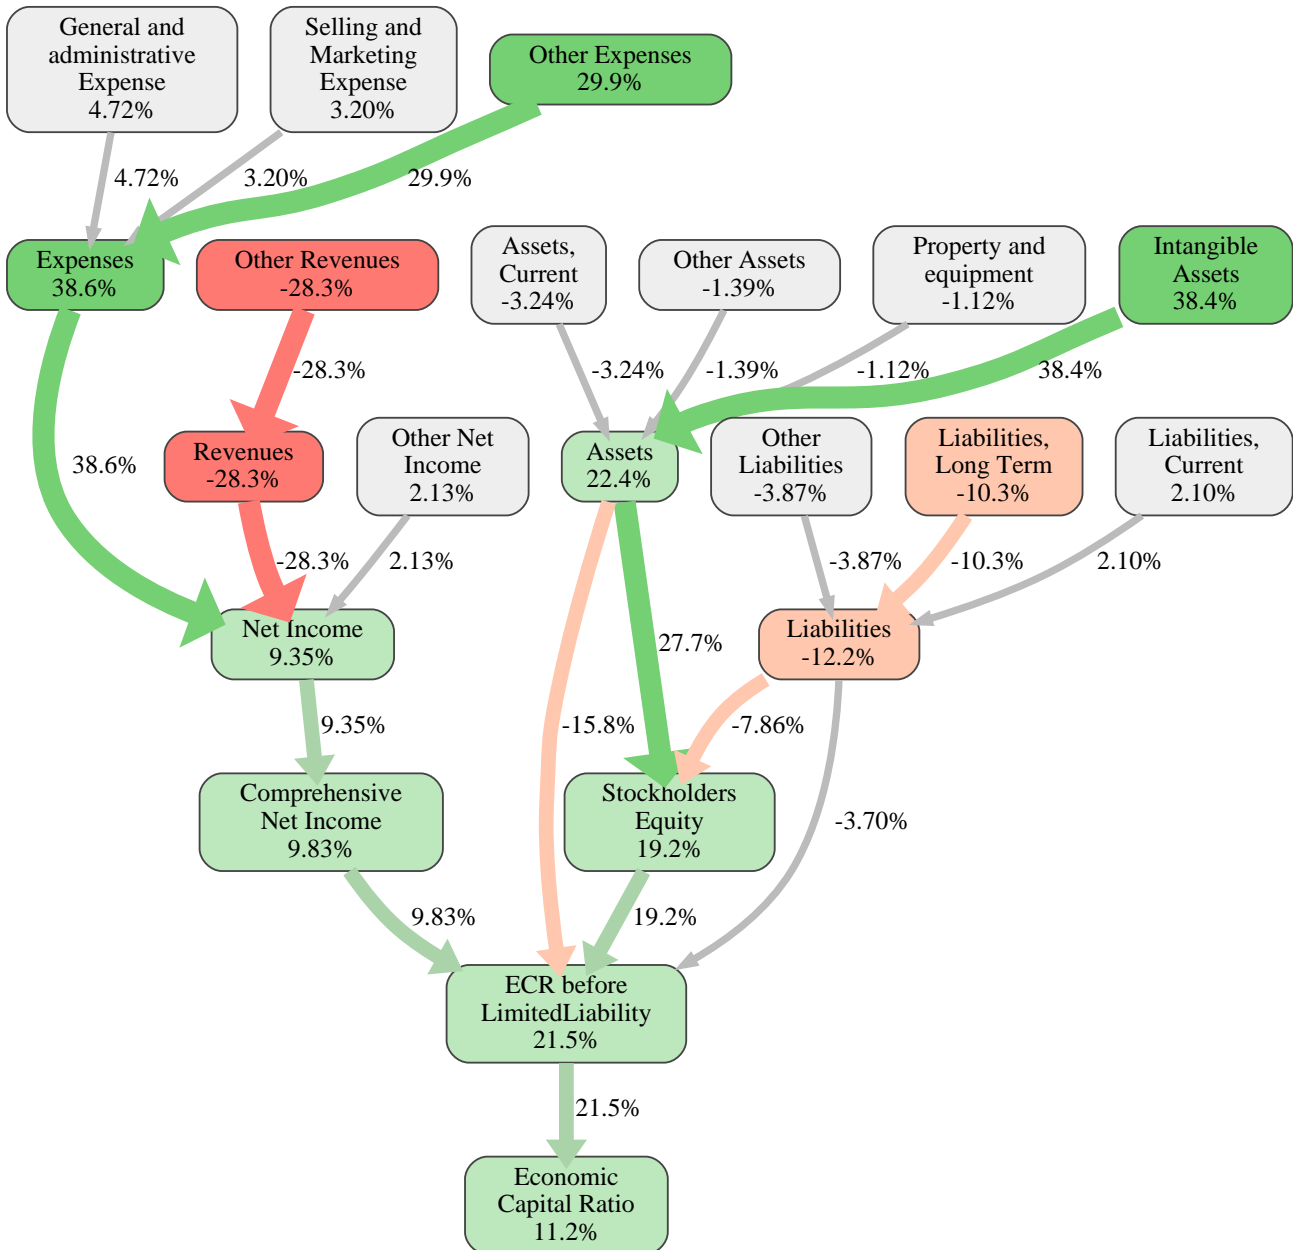 General and
administrative
Expense
4.72%
Selling and
Marketing
Expense
3.20%
Other Expenses
29.9%
4.72%
3.20%
29.9%
Expenses
38.6%
Other Revenues
-28.3%
Assets,
Current
-3.24%
Other Assets
-1.39%
Property and
equipment
-1.12%
Intangible
Assets
38.4%
-28.3%
-3.24%
-1.39%
-1.12%
38.4%
Revenues
-28.3%
Other Net
Income
2.13%
Assets
22.4%
Other
Liabilities
-3.87%
Liabilities,
Long Term
-10.3%
Liabilities,
Current
2.10%
38.6%
-28.3%
2.13%
-3.87%
-10.3%
2.10%
Net Income
9.35%
27.7%
Liabilities
-12.2%
9.35%
-15.8%
-7.86%
Comprehensive
Net Income
9.83%
Stockholders
Equity
19.2%
-3.70%
9.83%
19.2%
ECR before
LimitedLiability
21.5%
21.5%
Economic
Capital Ratio
11.2%